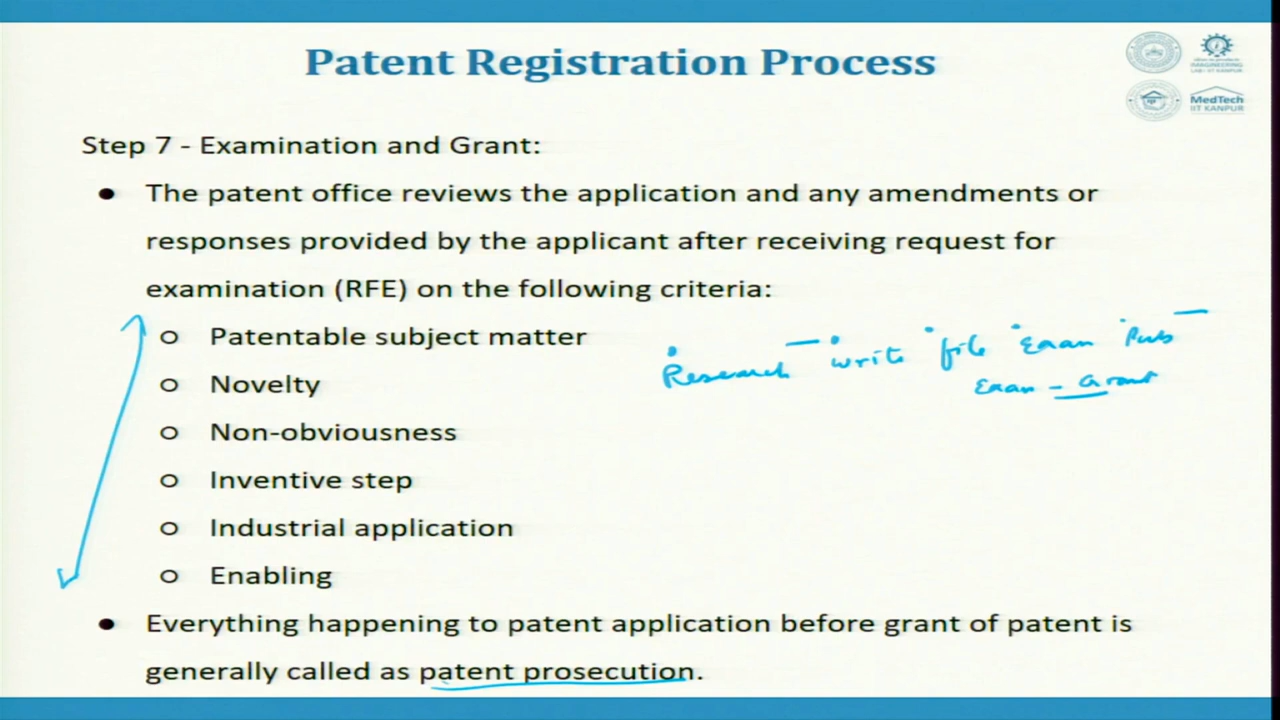 Patent Registration Process
MedTech
IIT KANPUR
Step 7 - Examination and Grant:
● The patent office reviews the application and any amendments or
responses provided by the applicant after receiving request for
examination (RFE) on the following criteria:
o Patentable subject matter
o Novelty
o Non-obviousness
o Inventive step
o Industrial application
o Enabling
Research write file Exam Pub
Exam - Grant
● Everything happening to patent application before grant of patent is
generally called as patent prosecution.